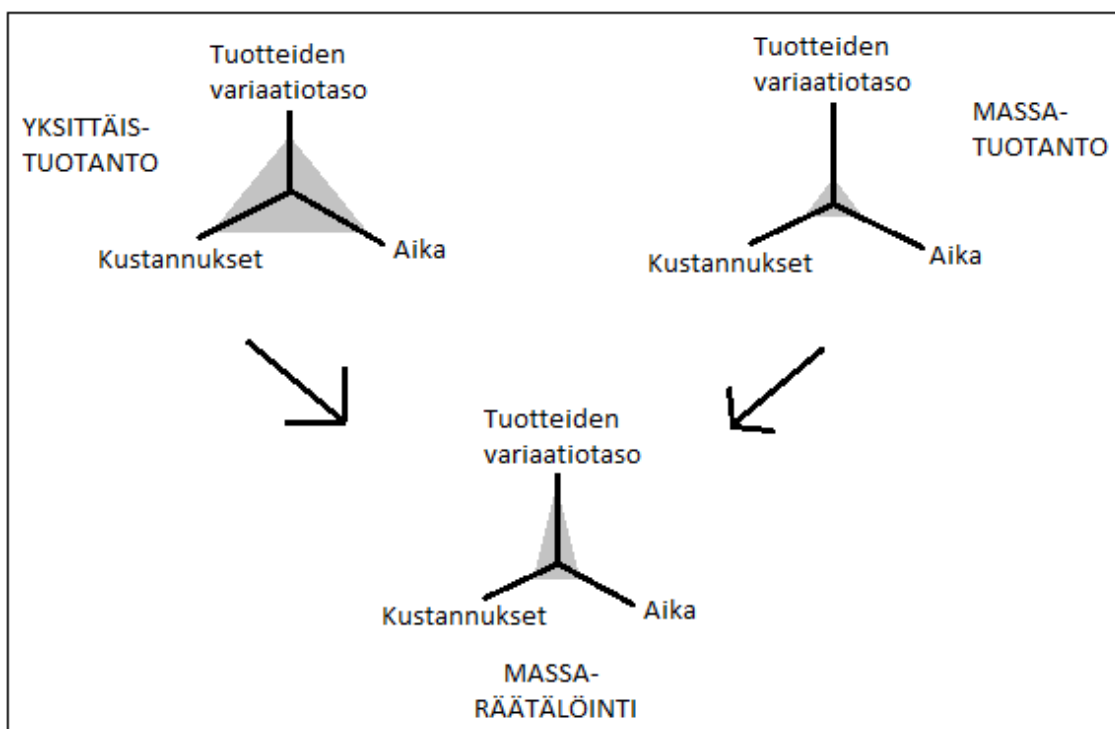 Tuotteiden
variaatiotaso
YKSITTÄIS-
TUOTANTO
Kustannukset
Aika
Tuotteiden
variaatiotaso
MASSA-
TUOTANTO
Kustannukset
Aika
Tuotteiden
variaatiotaso
Kustannukset
Aika
MASSA-
RÄÄTÄLÖINTI